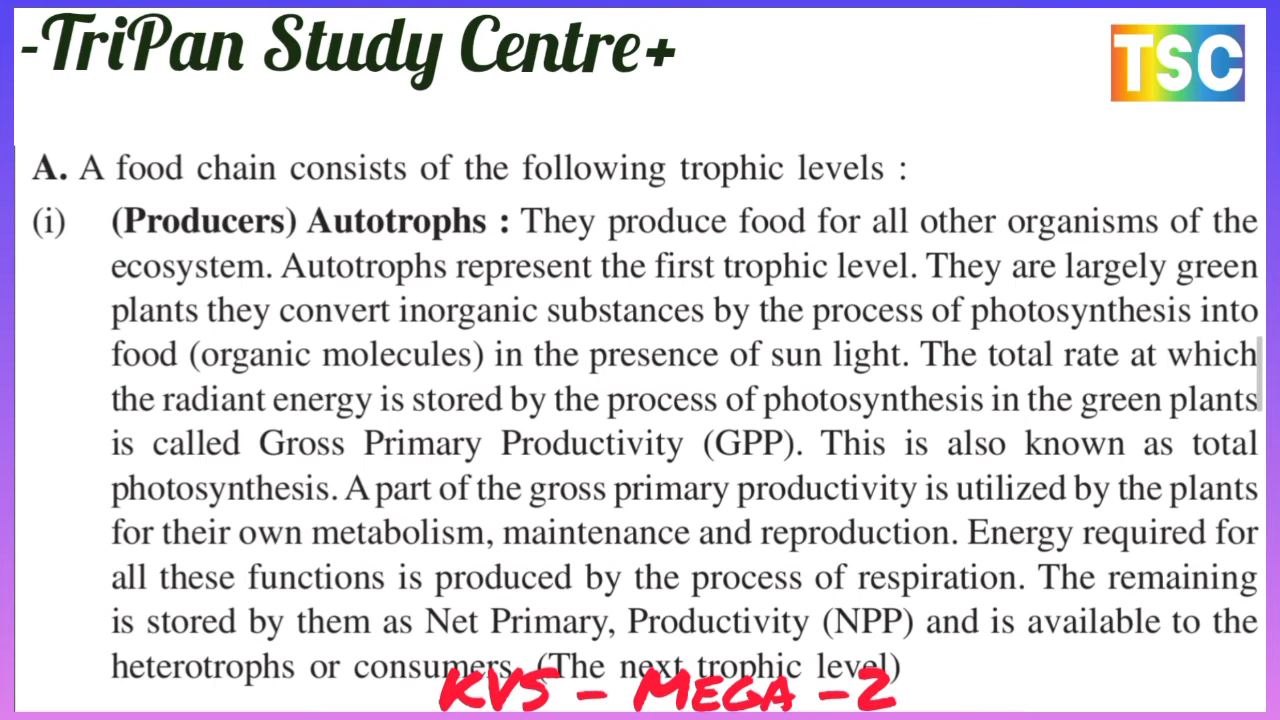 -TriPan Study Centre+
TSC
A. A food chain consists of the following trophic levels :
(i) (Producers) Autotrophs : They produce food for all other organisms of the
ecosystem. Autotrophs represent the first trophic level. They are largely green
plants they convert inorganic substances by the process of photosynthesis into
food (organic molecules) in the presence of sun light. The total rate at which
the radiant energy is stored by the process of photosynthesis in the green plants
is called Gross Primary Productivity (GPP). This is also known as total
photosynthesis. A part of the gross primary productivity is utilized by the plants
for their own metabolism, maintenance and reproduction. Energy required for
all these functions is produced by the process of respiration. The remaining
is stored by them as Net Primary, Productivity (NPP) and is available to the
heterotrophs or consumers. (The next trophic level)
KVS - MEGA -2